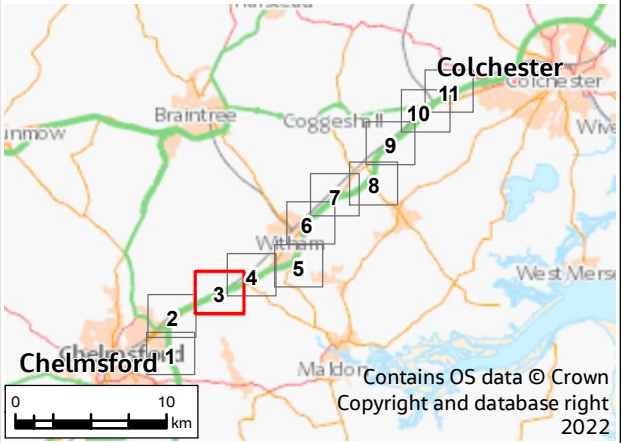 Colchester
Colchester
11
Braintree
Coggeshall
10
unmow
Wive
9
8
7
6
Witham
5
4
West Mers
3
2
Chelmsford
Chelmsford
1
Maldon
Contains OS data © Crown
Copyright and database right
2022
0 10
km